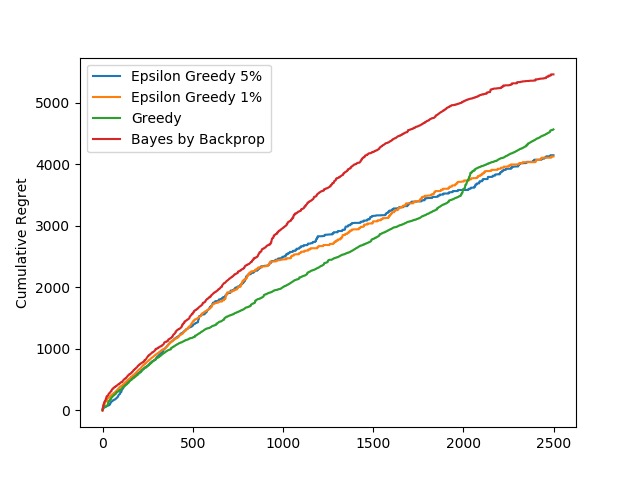 Epsilon Greedy 5%
Epsilon Greedy 1%
Greedy
Bayes by Backprop
Cumulative Regret
5000
4000
3000
2000
1000
0
0 500 1000 1500 2000 2500